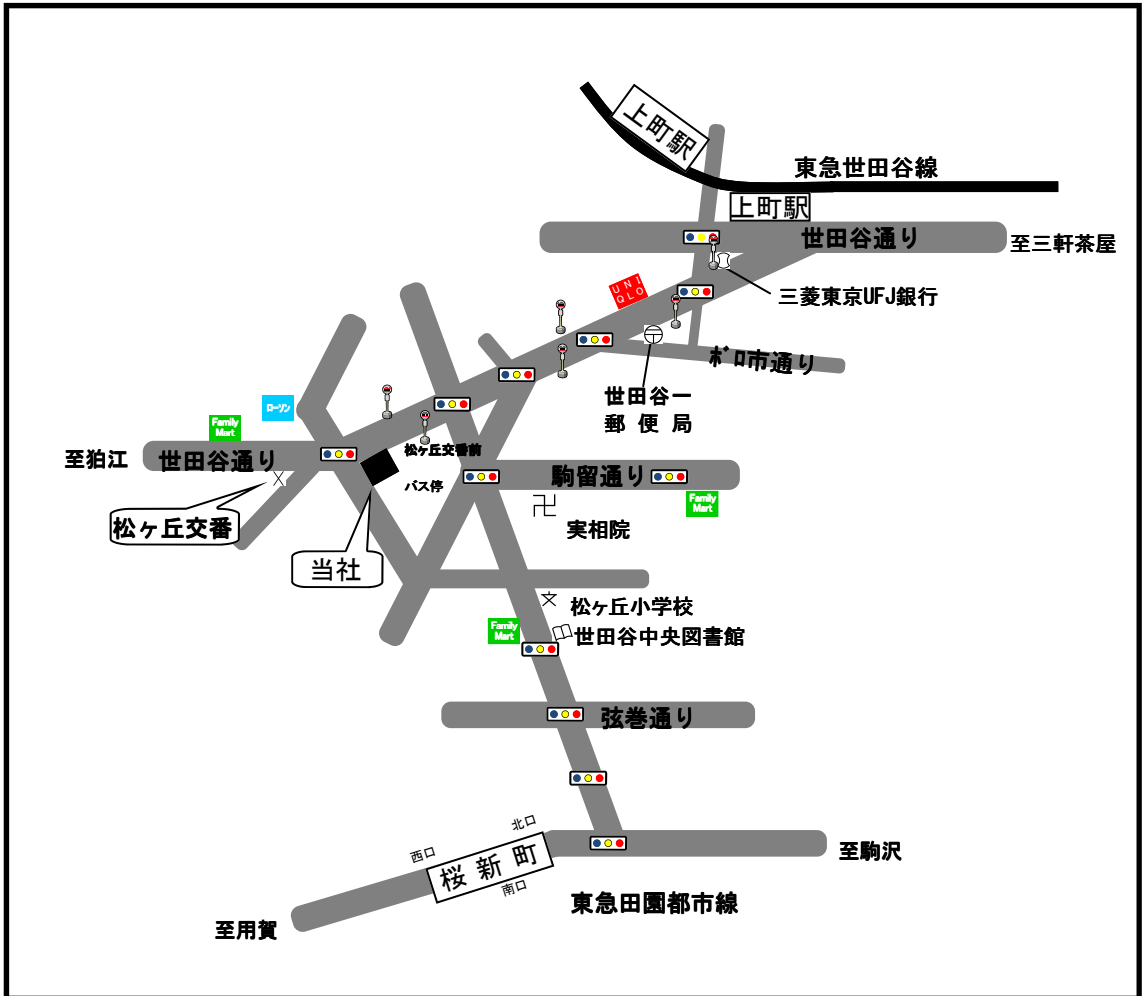 上町駅
東急世田谷線
上町駅
世田谷通り
至三軒茶屋
三菱東京UFJ銀行
UNI
QLO
ボロ市通り
世田谷一
郵便局
ローソン
Family
Mart
至狛江
世田谷通り
松ヶ丘交番前
バス停
駒留通り
Family
Mart
松ヶ丘交番
実相院
当社
松ヶ丘小学校
Family
Mart
世田谷中央図書館
弦巻通り
北口
西口
桜新町
南口
至駒沢
東急田園都市線
至用賀